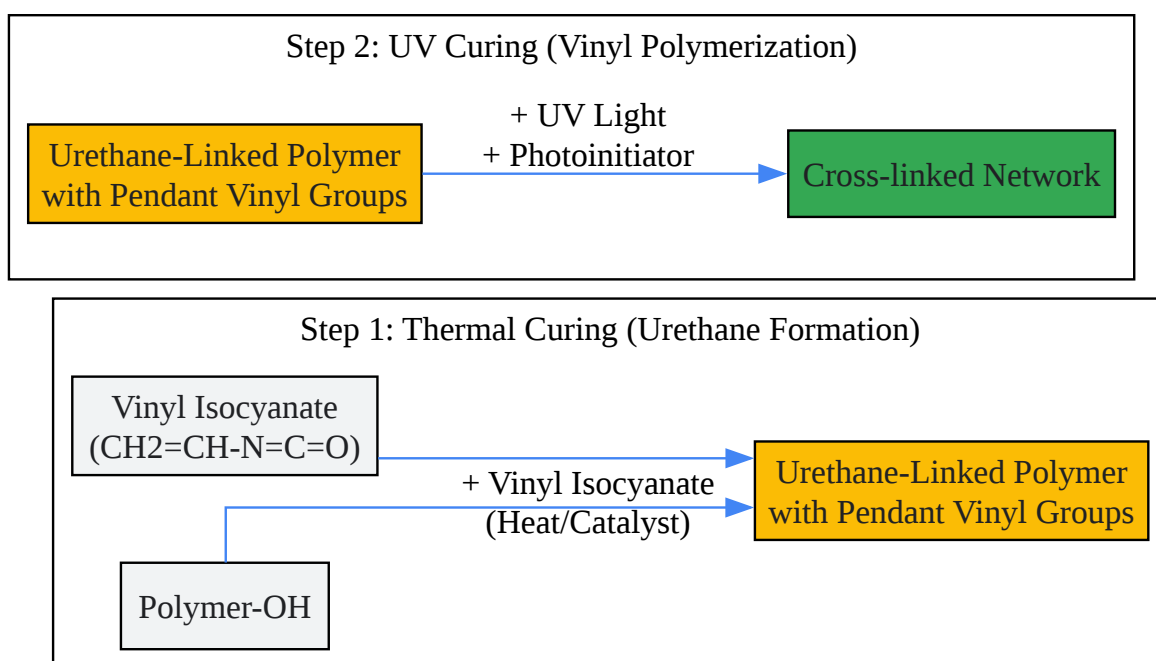 Step 2: UV Curing (Vinyl Polymerization)
+ UV Light
+ Photoinitiator
Urethane-Linked Polymer
with Pendant Vinyl Groups
Cross-linked Network
Step 1: Thermal Curing (Urethane Formation)
Vinyl Isocyanate
(CH2=CH-N=C=O)
+ Vinyl Isocyanate
(Heat/Catalyst)
Urethane-Linked Polymer
with Pendant Vinyl Groups
Polymer-OH